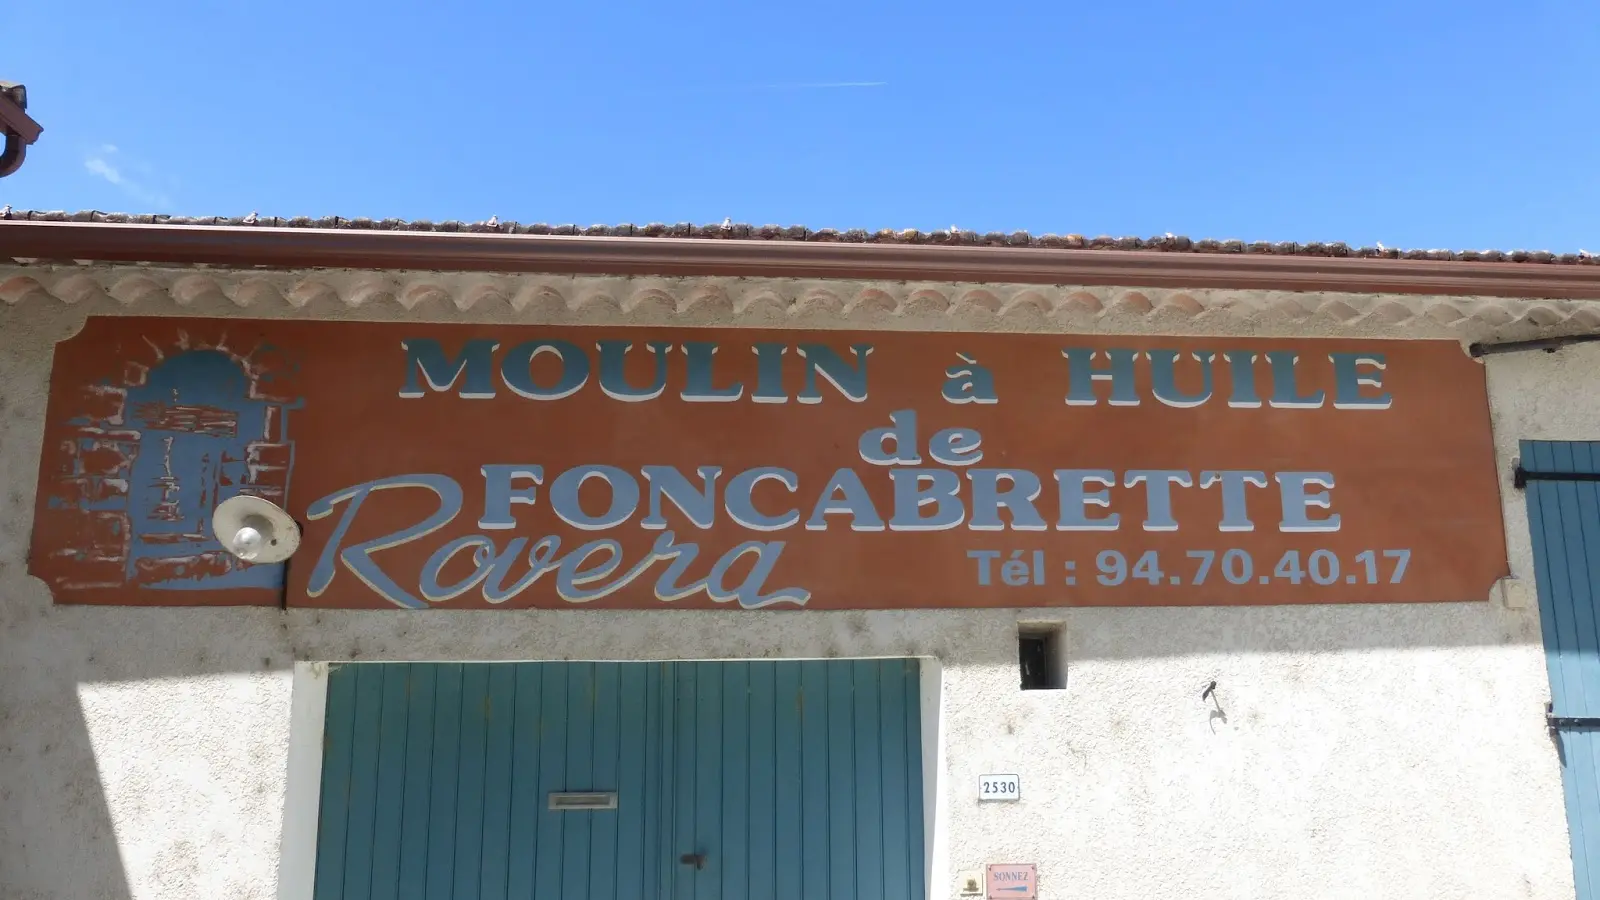 MOULIN à HUILE
de
FONCABRETTE
Rovera
Tél : 94.70.40.17
2530
SONNEZ